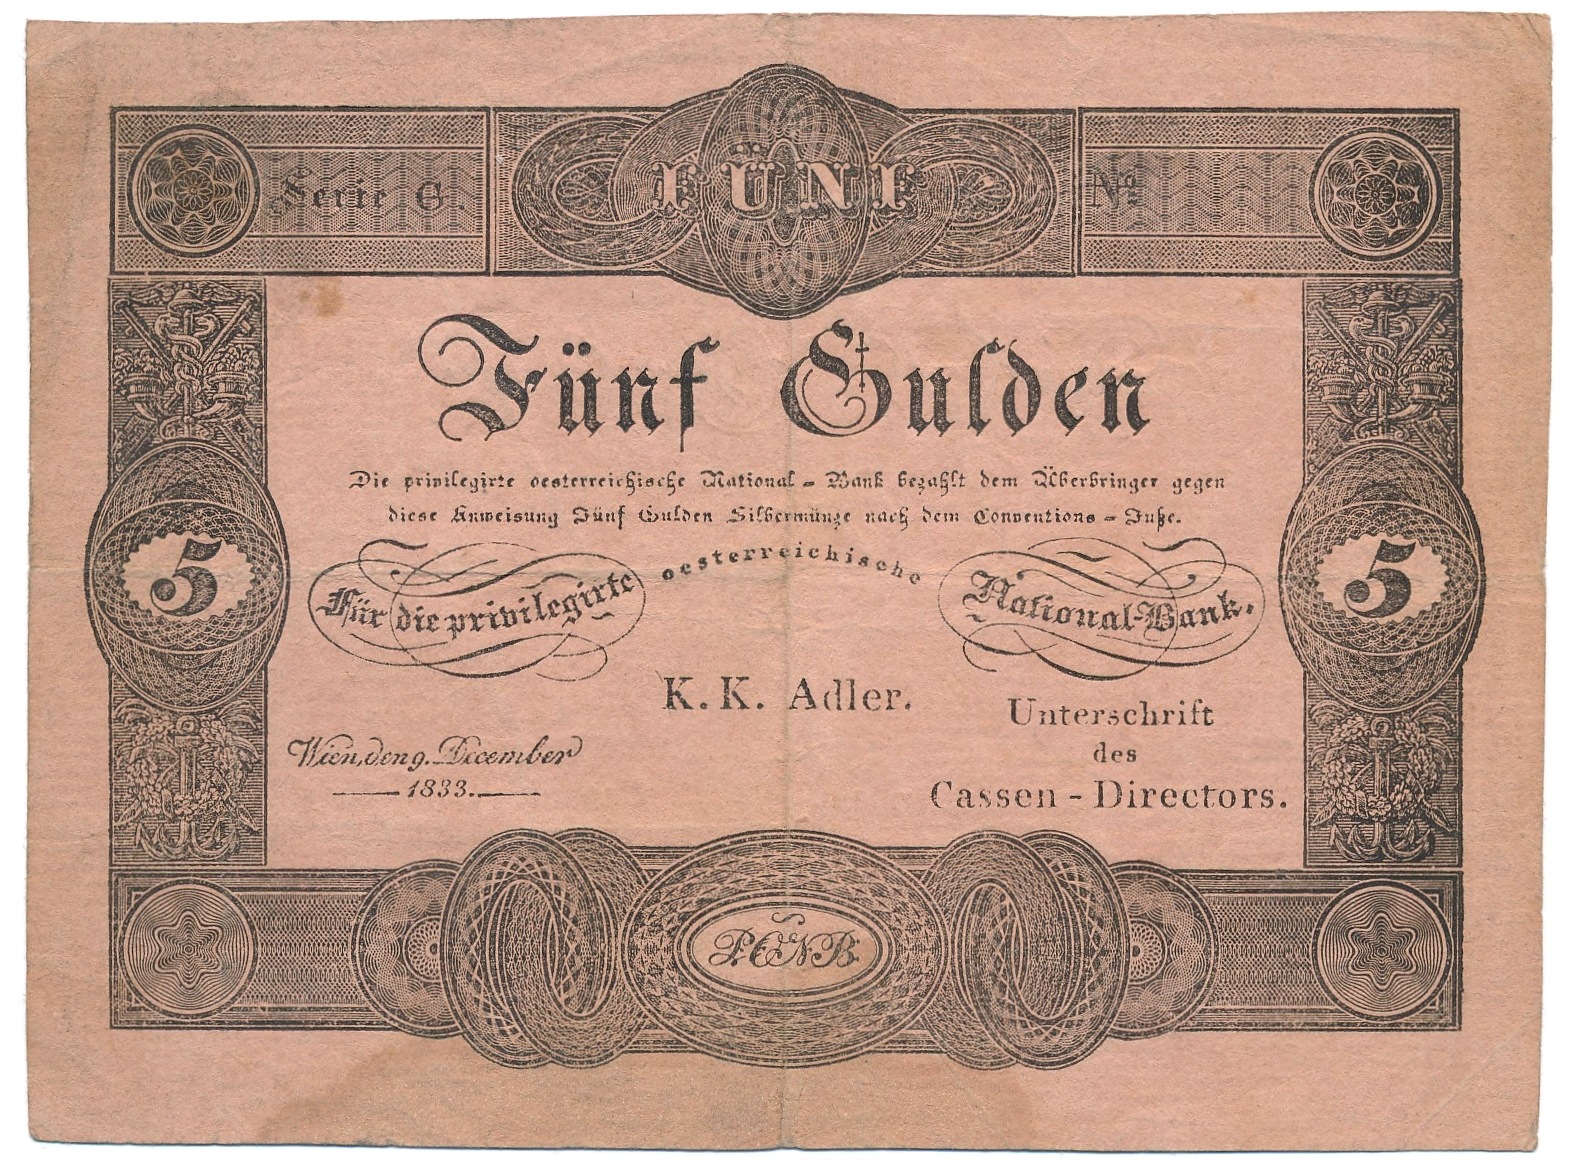 Serie G.
FÜNF
Nº
Fünf Gulden
Die privilegirte oesterreichische National-Bank bezahlt dem Überbringer gegen
diese Anweisung Fünf Gulden Silbermünze nach dem Conventions-Fuße.
Für die privilegirte oesterreichische National-Bank.
K. K. Adler.
Wien, den 9. December
1833.
Unterschrift
des
Cassen-Directors.
5
5
P.Ö.N.B.